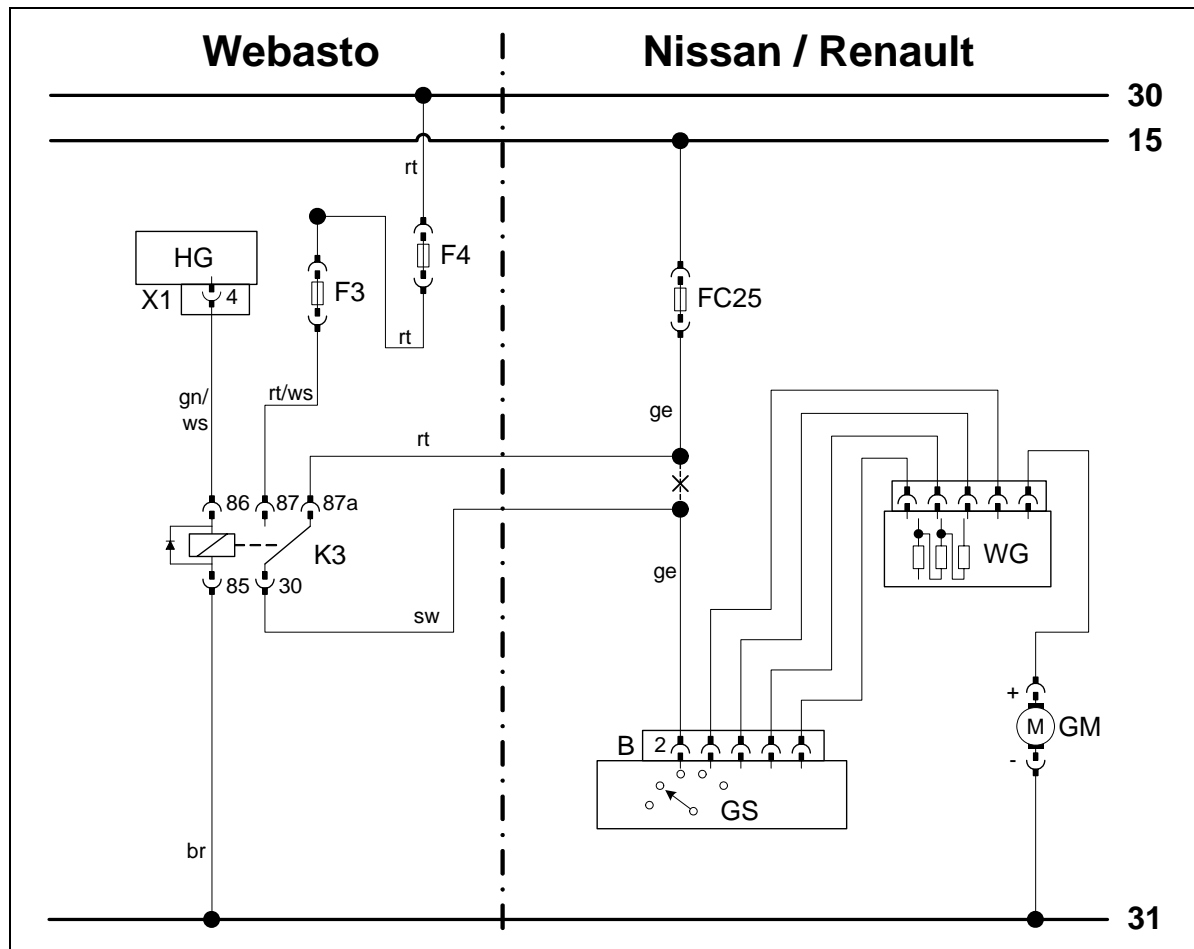 Webasto
Nissan / Renault
30
15
rt
HG
F4
F3
X1
4
FC25
rt
gn/
ws
rt/ws
ge
rt
86
87
87a
K3
WG
85
30
ge
sw
+
M
GM
-
B
2
GS
br
31